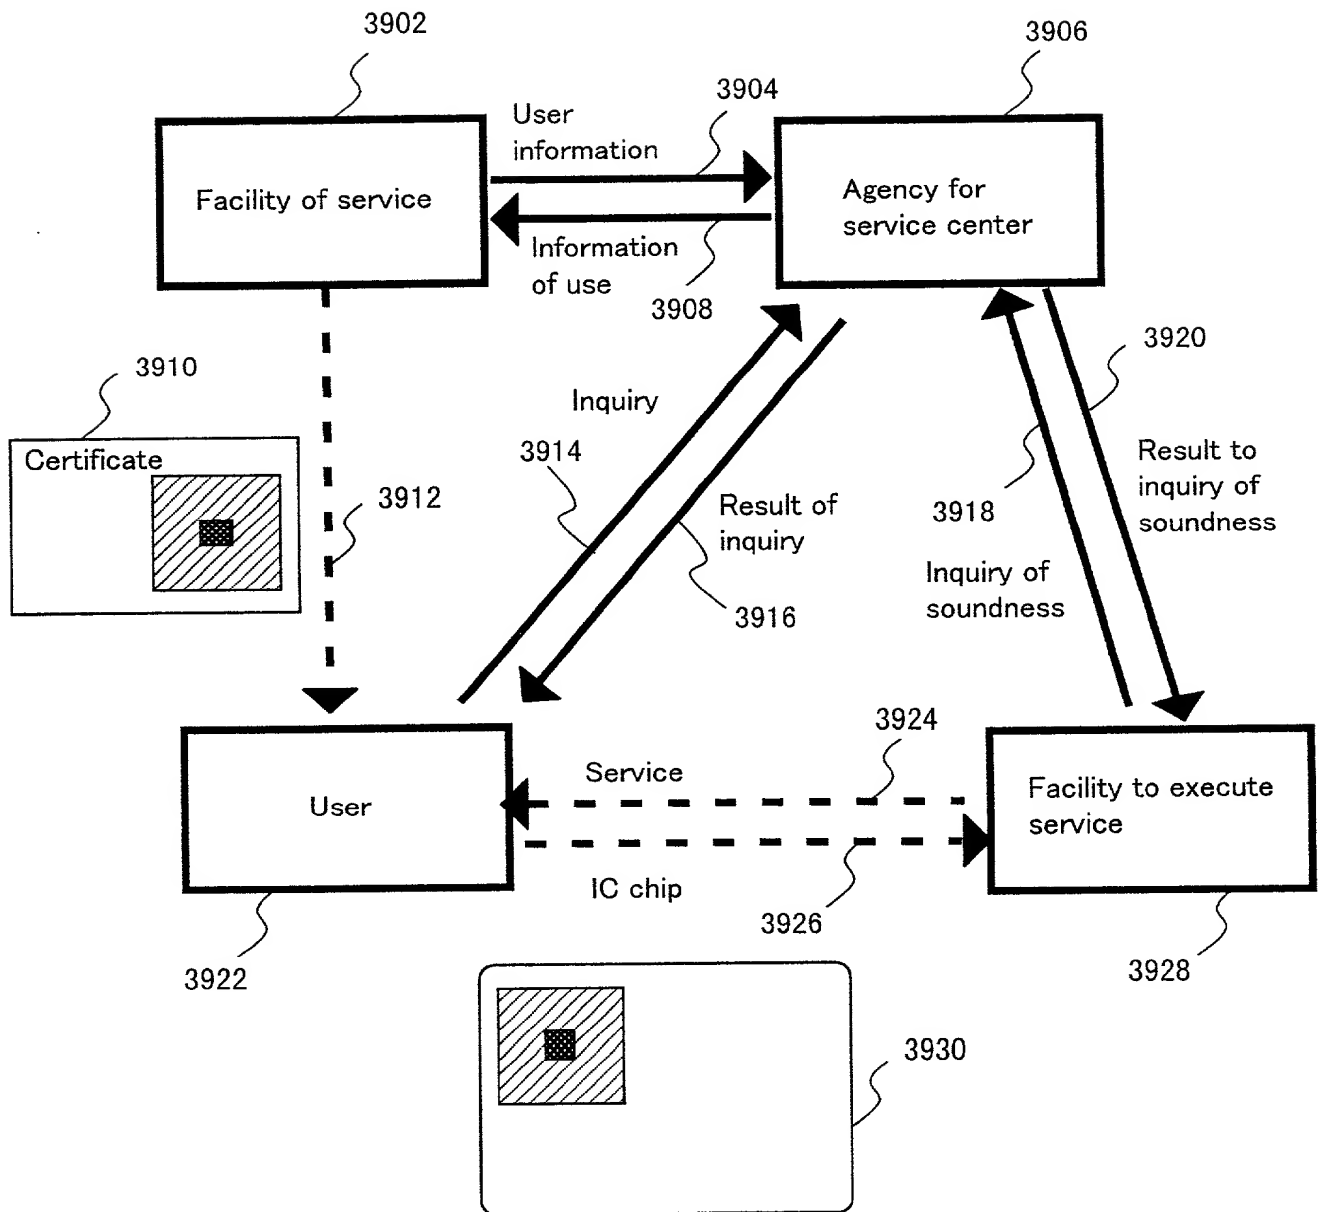 3902
3906
3904
User
information
Facility of service
Agency for
service center
Information
of use
3908
3920
3910
Inquiry
Certificate
3914
3912
Result to
inquiry of
soundness
Result of
inquiry
3918
Inquiry of
soundness
3916
3924
Service
User
Facility to execute
service
IC chip
3926
3922
3928
3930